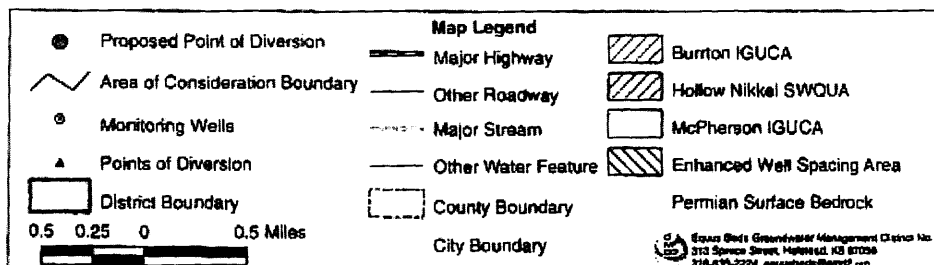 Map Legend
Proposed Point of Diversion
Area of Consideration Boundary
Monitoring Wells
Points of Diversion
District Boundary
0.5 0.25 0 0.5 Miles
Major Highway
Other Roadway
Major Stream
Other Water Feature
County Boundary
City Boundary
Burrton IGUCA
Hollow Nikkel SWQUA
McPherson IGUCA
Enhanced Well Spacing Area
Permian Surface Bedrock
Equus Beds Groundwater Management District No.
313 Spruce Street, Halstead, KS 67056